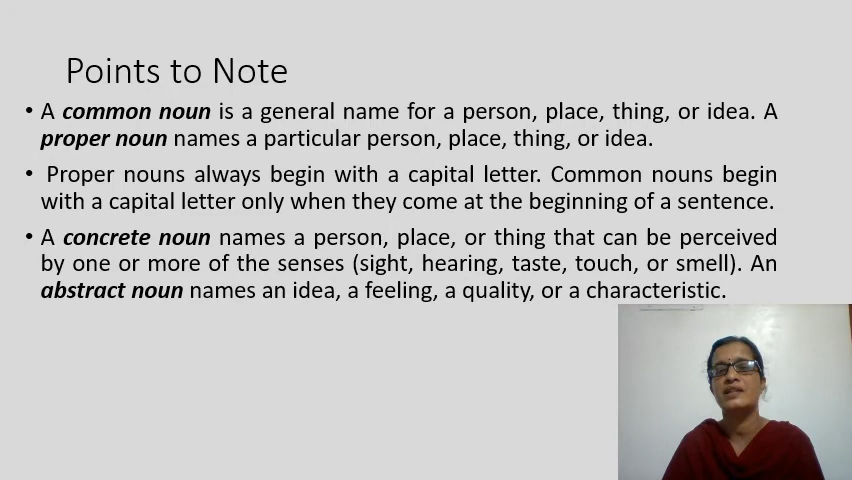 Points to Note
• A common noun is a general name for a person, place, thing, or idea. A
proper noun names a particular person, place, thing, or idea.
• Proper nouns always begin with a capital letter. Common nouns begin
with a capital letter only when they come at the beginning of a sentence.
• A concrete noun names a person, place, or thing that can be perceived
by one or more of the senses (sight, hearing, taste, touch, or smell). An
abstract noun names an idea, a feeling, a quality, or a characteristic.